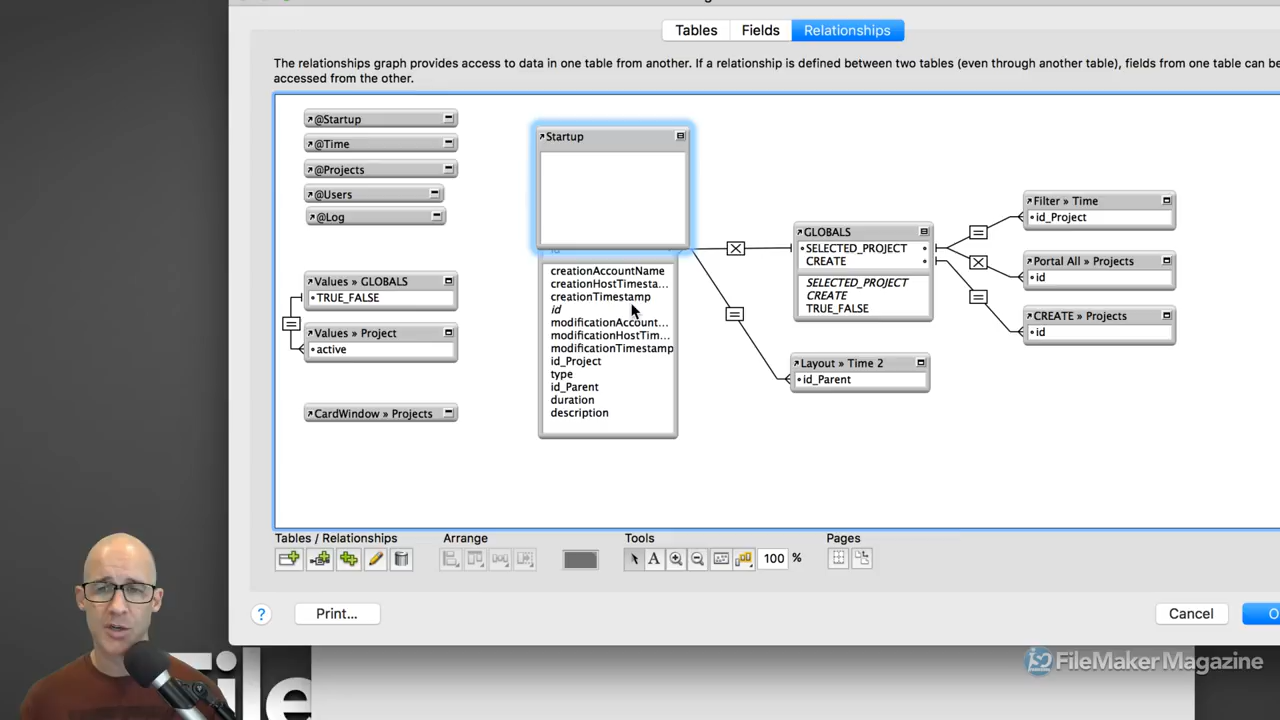 Tables
Fields
Relationships
The relationships graph provides access to data in one table from another. If a relationship is defined between two tables (even through another table), fields from one table can be
accessed from the other.
@Startup
@Time
@Projects
@Users
@Log
Values » GLOBALS
TRUE_FALSE
Values » Project
active
CardWindow » Projects
Startup
creationAccountName
creationHostTimesta...
creationTimestamp
id
modificationAccount...
modificationHostTim...
modificationTimestamp
id_Project
type
id_Parent
duration
description
GLOBALS
SELECTED_PROJECT
CREATE
SELECTED_PROJECT
CREATE
TRUE_FALSE
Layout » Time 2
id_Parent
Filter » Time
id_Project
Portal All » Projects
id
CREATE » Projects
id
Tables / Relationships
Arrange
Tools
Pages
A
100 %
?
Print...
Cancel
File
FileMaker Magazine